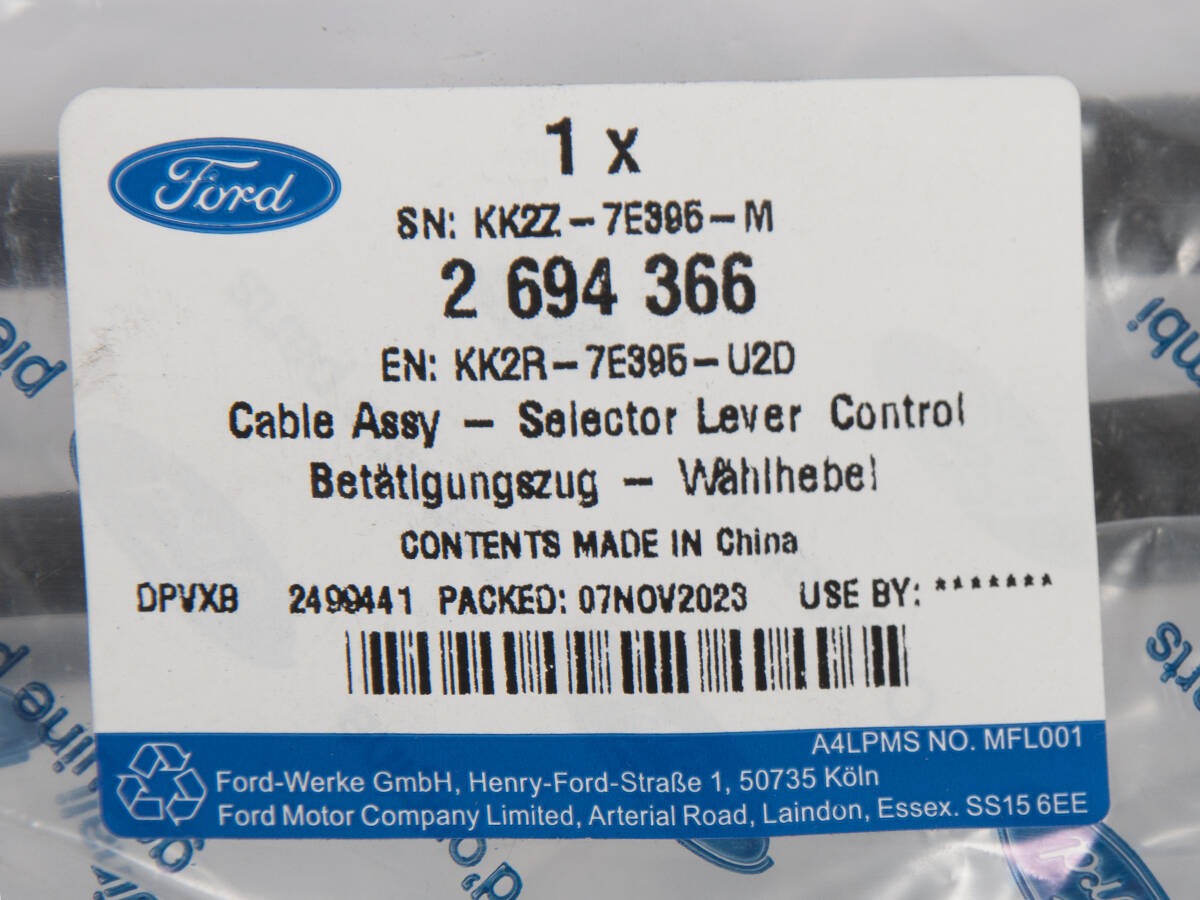 Ford
1 x
SN: KK2Z-7E395-M
2 694 366
EN: KK2R-7E395-U2D
Cable Assy - Selector Lever Control
Betätigungszug - Wählhebel
CONTENTS MADE IN China
DPVXB 2499441 PACKED: 07NOV2023 USE BY: *******
A4LPMS NO. MFL001
Ford-Werke GmbH, Henry-Ford-Straße 1, 50735 Köln
Ford Motor Company Limited, Arterial Road, Laindon, Essex. SS15 6EE